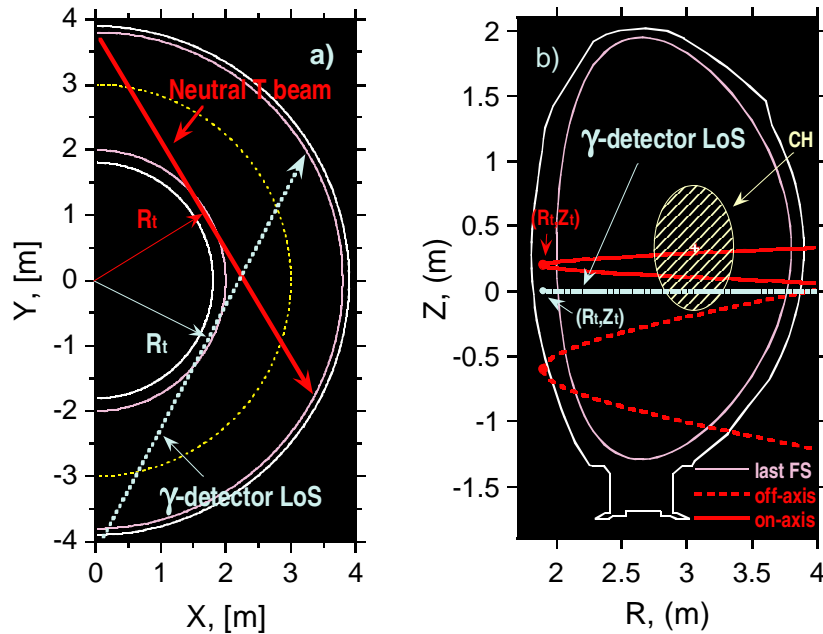 a)
Neutral T beam
Rt
Rt
γ-detector LoS
4
3
2
1
0
-1
-2
-3
-4
Y, [m]
0
1
2
3
4
X, [m]
b)
γ-detector LoS
CH
(Rt,Zt)
(Rt,Zt)
last FS
off-axis
on-axis
2
1.5
1
0.5
0
-0.5
-1
-1.5
Z, (m)
2
2.5
3
3.5
4
R, (m)